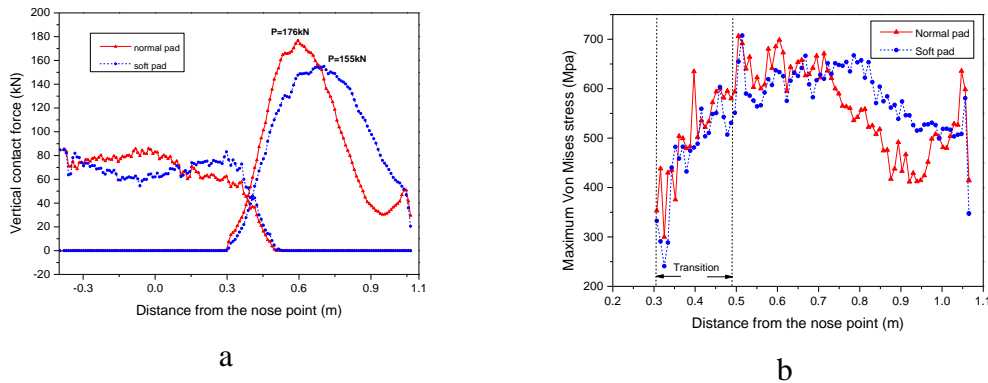 200
180
160
140
120
100
80
60
40
20
0
-20
Vertical contact force (kN)
normal pad
soft pad
P=176kN
P=155kN
-0.3 0.0 0.3 0.6 0.9 1.1
Distance from the nose point (m)
a
700
600
500
400
300
200
Maximum Von Mises stress (Mpa)
Normal pad
Soft pad
Transition
0.2 0.3 0.4 0.5 0.6 0.7 0.8 0.9 1.0 1.1
Distance from the nose point (m)
b